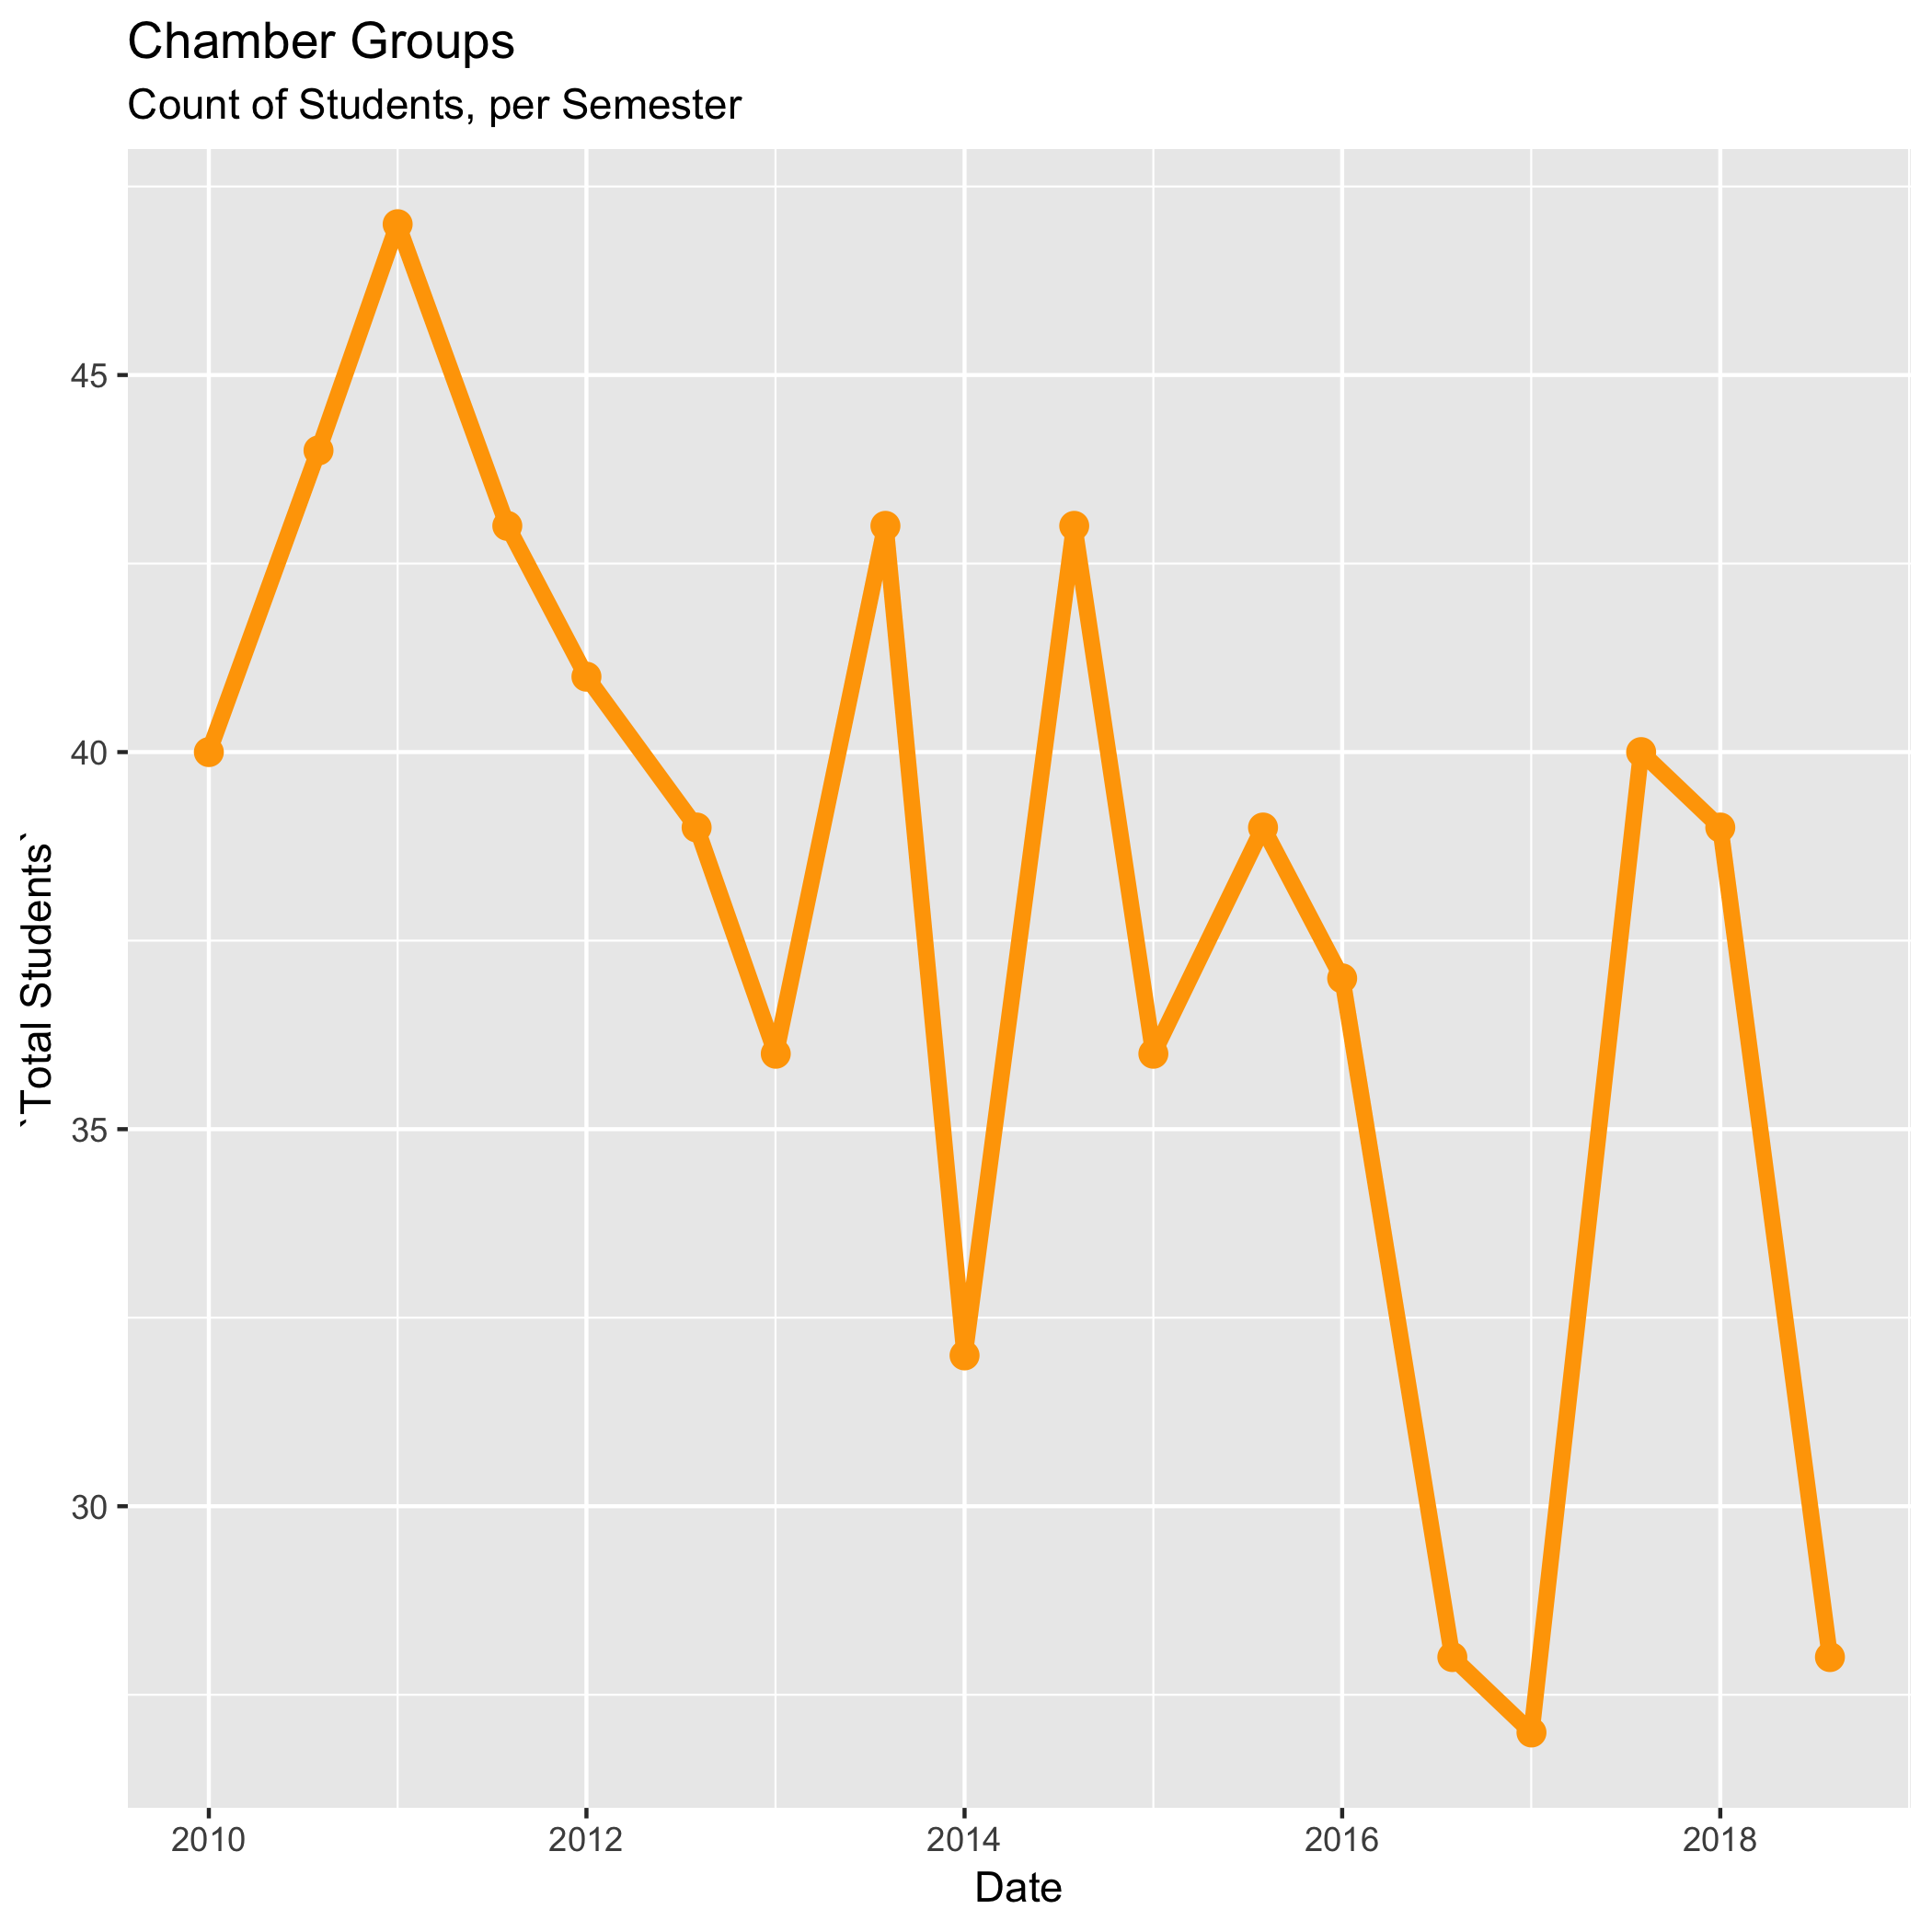 Chamber Groups
Count of Students, per Semester
`Total Students`
45
40
35
30
2010
2012
2014
2016
2018
Date